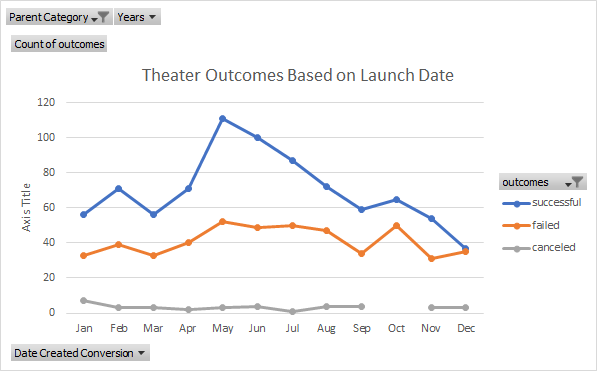 Parent Category Years
Count of outcomes
Theater Outcomes Based on Launch Date
120
100
80
60
40
20
0
Axis Title
Jan Feb Mar Apr May Jun Jul Aug Sep Oct Nov Dec
outcomes
successful
failed
canceled
Date Created Conversion